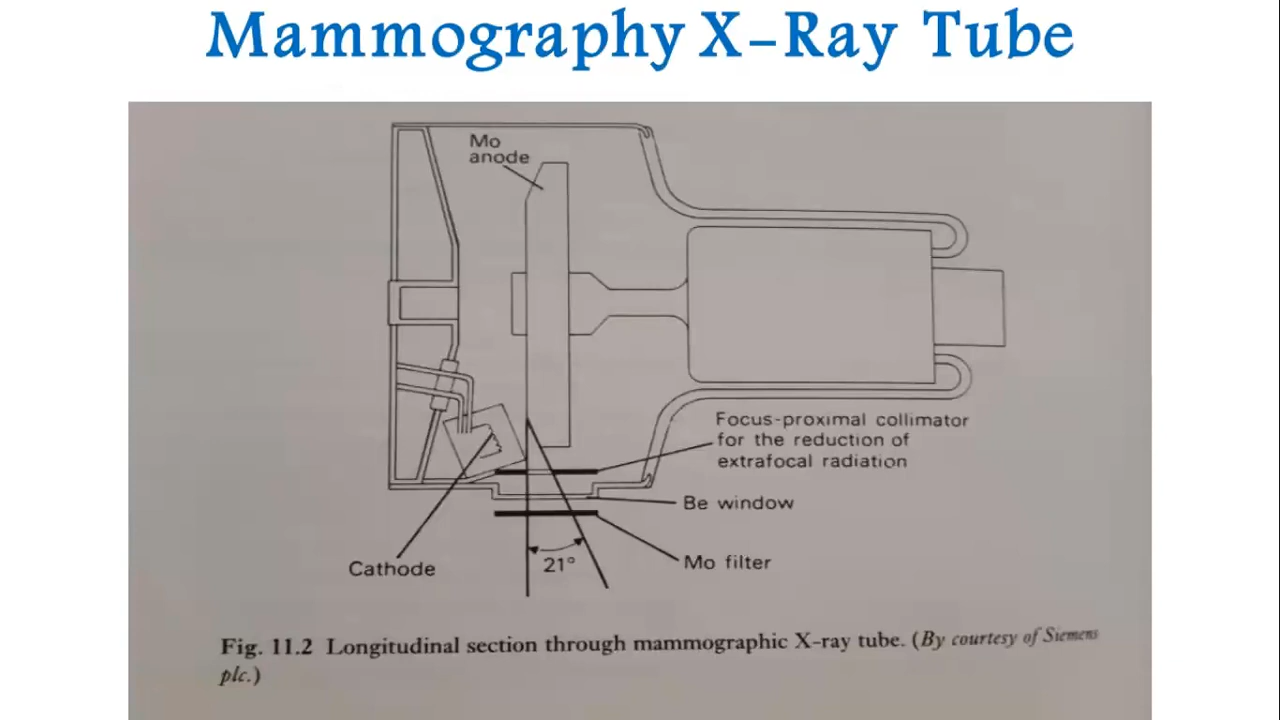 Mammography X-Ray Tube
Mo
anode
Focus-proximal collimator
for the reduction of
extrafocal radiation
Be window
21°
Mo filter
Cathode
Fig. 11.2 Longitudinal section through mammographic X-ray tube. (By courtesy of Siemens
plc.)